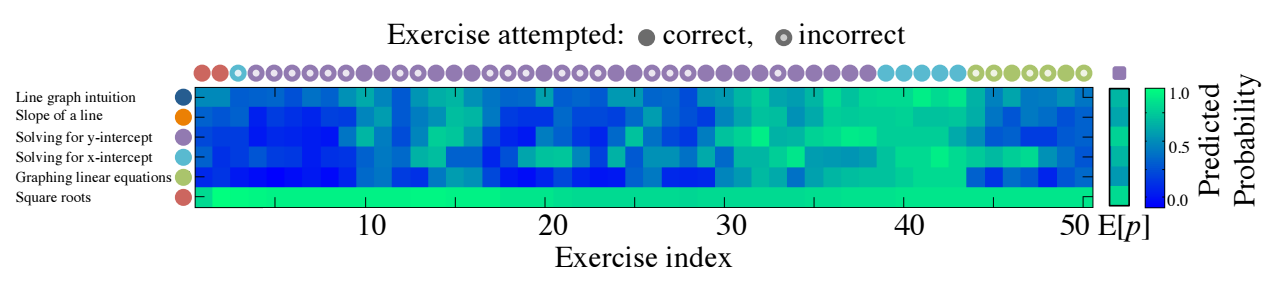 Exercise attempted: correct, incorrect
Line graph intuition
Slope of a line
Solving for y-intercept
Solving for x-intercept
Graphing linear equations
Square roots
10 20 30 40 50 E[p]
Exercise index
1.0
0.5
0.0
Predicted
Probability